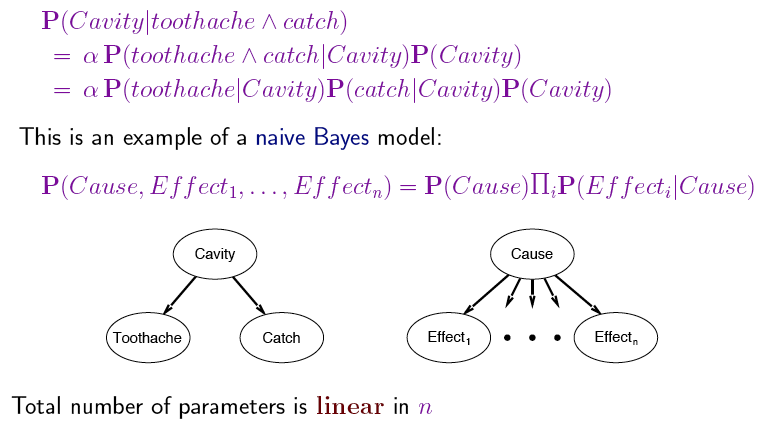 P(Cavity|toothache ∧ catch)
= α P(toothache ∧ catch|Cavity)P(Cavity)
= α P(toothache|Cavity)P(catch|Cavity)P(Cavity)
This is an example of a naive Bayes model:
P(Cause, Effect₁, . . . , Effectₙ) = P(Cause)∏ᵢP(Effectᵢ|Cause)
Cavity Cause
Toothache Catch Effect₁ • • • Effectₙ
Total number of parameters is linear in n